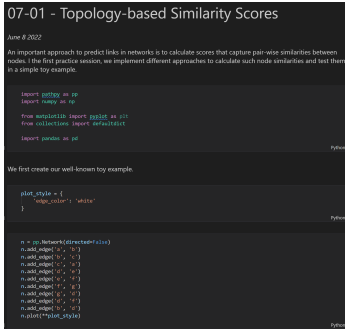 07-01 - Topology-based Similarity Scores
June 8 2022
An important approach to predict links in networks is to calculate scores that capture pair-wise similarities between
nodes. I the first practice session, we implement different approaches to calculate such node similarities and test them
in a simple toy example.
import pathpy as pp
import numpy as np
from matplotlib import pyplot as plt
from collections import defaultdict
import pandas as pd
Python
We first create our well-known toy example.
plot_style = {
'edge_color': 'white'
}
Python
n = pp.Network(directed=False)
n.add_edge('a', 'b')
n.add_edge('b', 'c')
n.add_edge('c', 'a')
n.add_edge('d', 'e')
n.add_edge('e', 'f')
n.add_edge('f', 'g')
n.add_edge('g', 'd')
n.add_edge('d', 'f')
n.add_edge('b', 'd')
n.plot(**plot_style)
Python